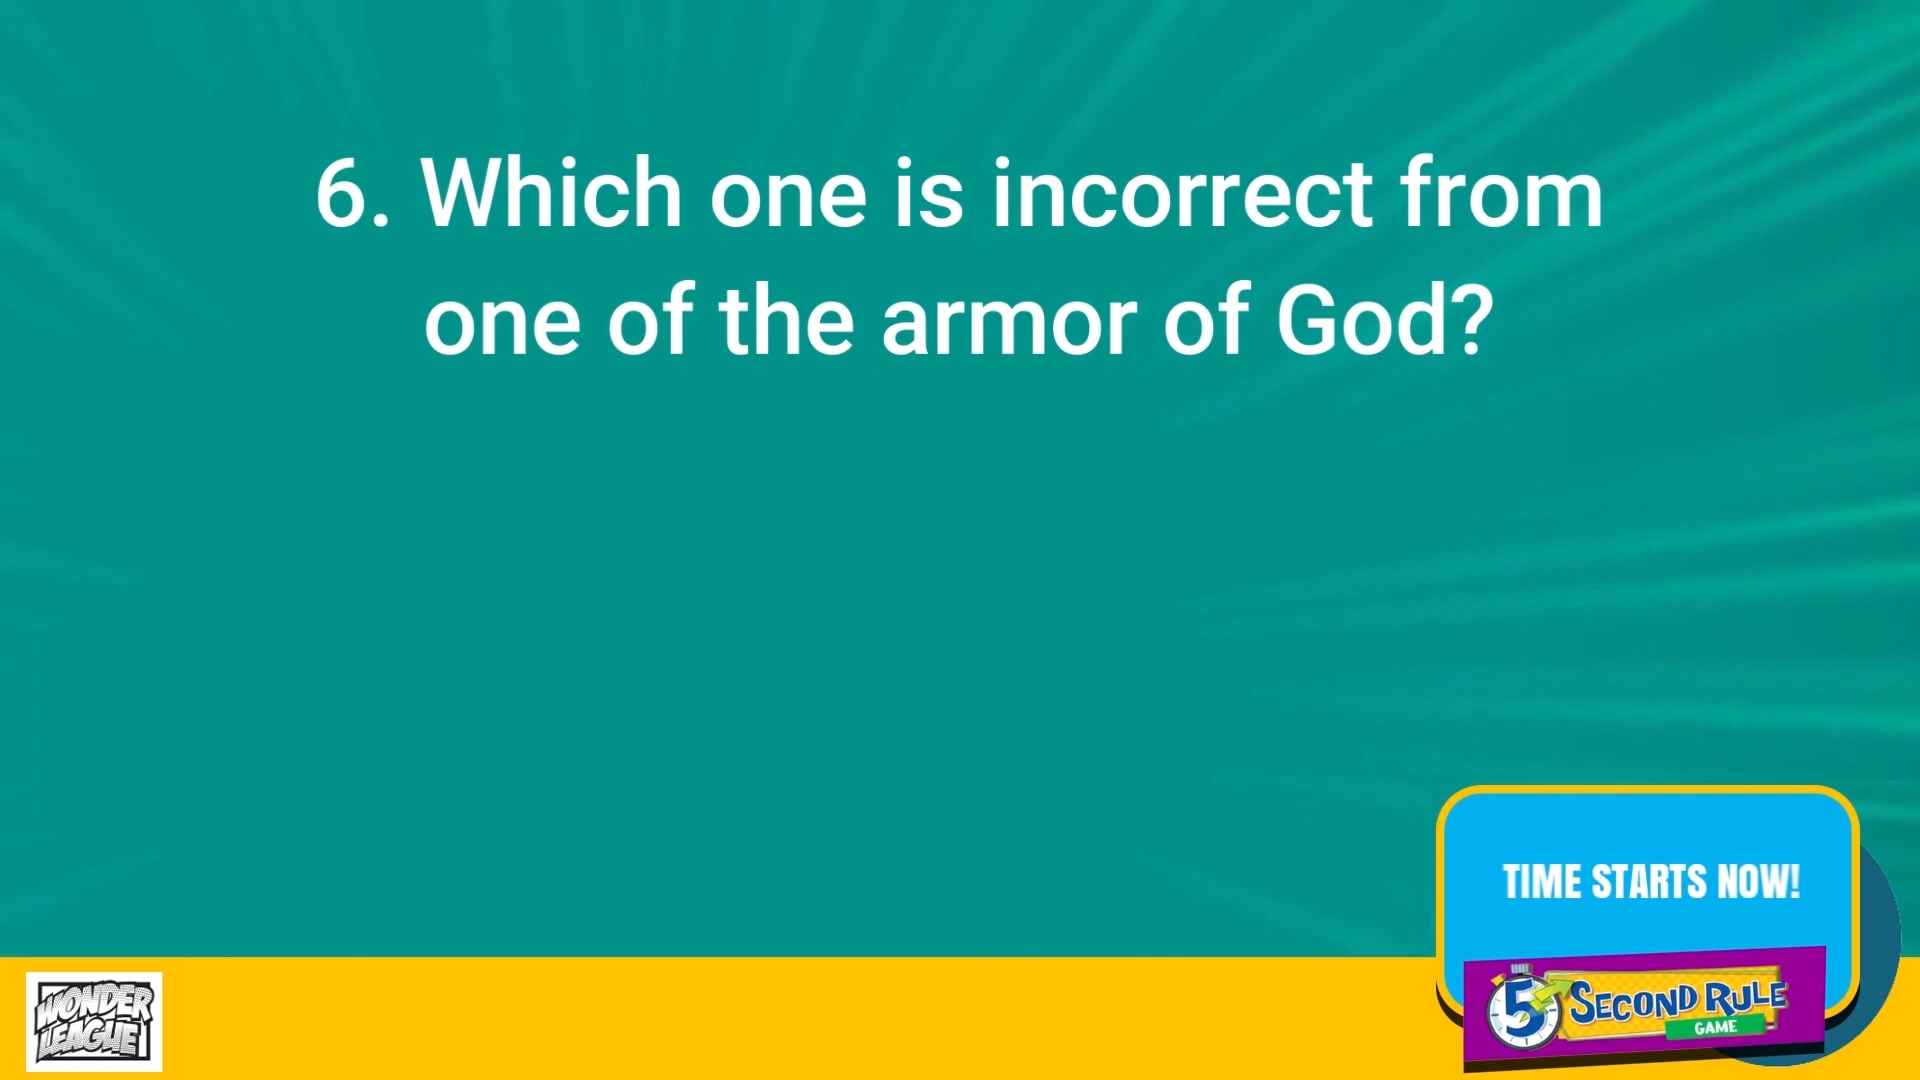 6. Which one is incorrect from
one of the armor of God?
TIME STARTS NOW!
5 SECOND RULE
GAME
WONDER
LEAGUE